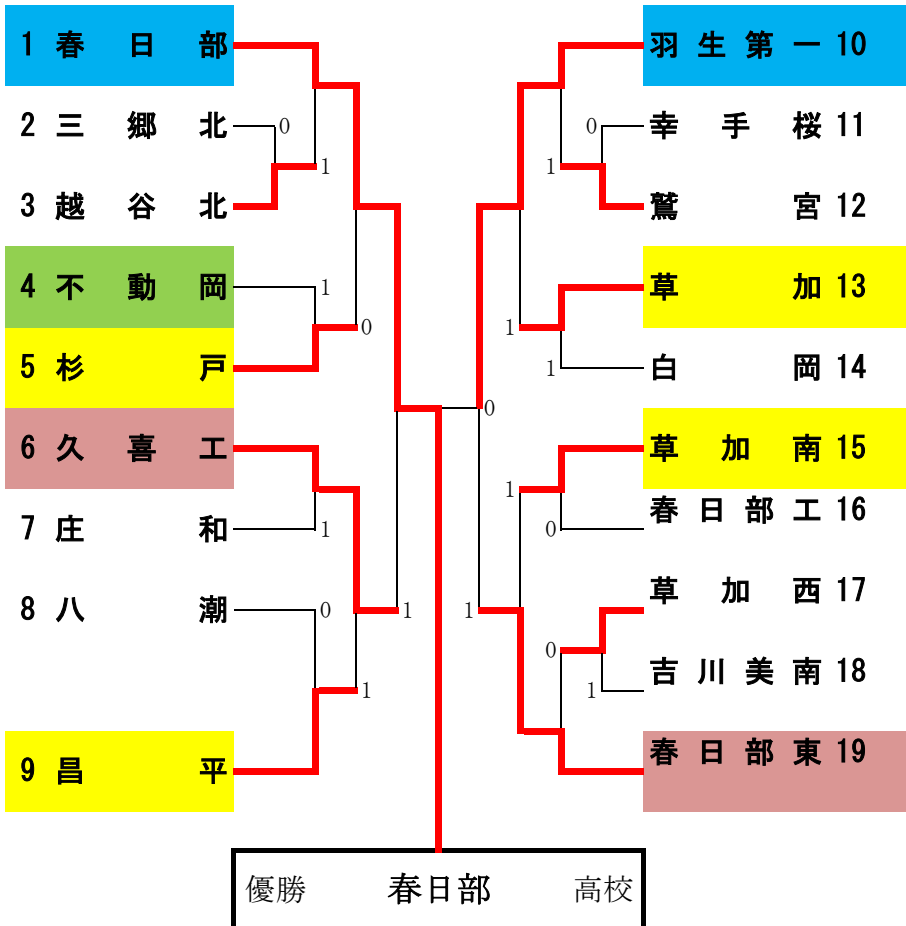 1 春日部
2 三郷北
0
1
3 越谷北
4 不動岡
1
0
5 杉戸
6 久喜工
7 庄和
1
8 八潮
0
1
1
9 昌平
羽生第一 10
0
幸手桜 11
1
鷲宮 12
草加 13
1
1
白岡 14
0
草加南 15
1
春日部工 16
0
草加西 17
1
0
吉川美南 18
1
春日部東 19
優勝 春日部 高校